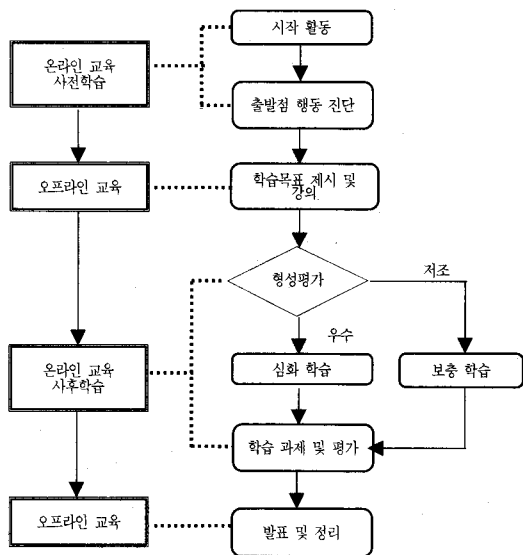 시작 활동
온라인 교육
사전학습
출발점 행동 진단
오프라인 교육
학습목표 제시 및
강의
형성평가
저조
우수
온라인 교육
사후학습
심화 학습
보충 학습
학습 과제 및 평가
오프라인 교육
발표 및 정리